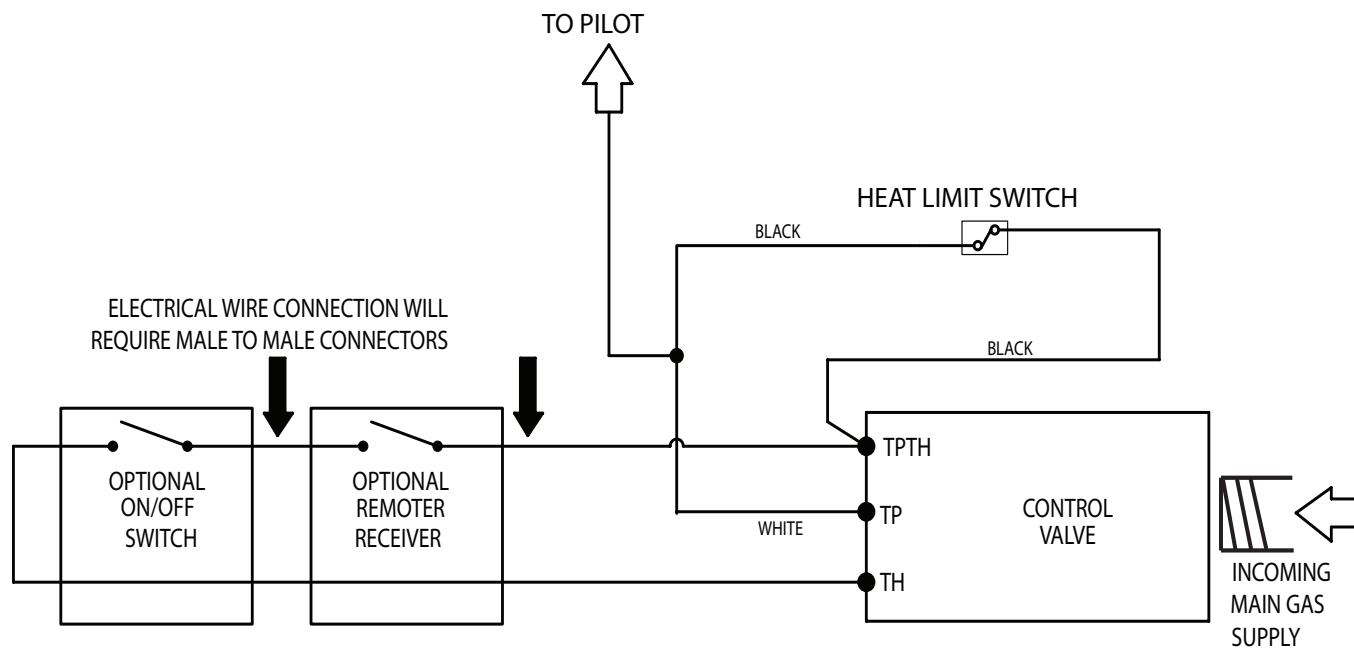 TO PILOT
HEAT LIMIT SWITCH
BLACK
ELECTRICAL WIRE CONNECTION WILL
REQUIRE MALE TO MALE CONNECTORS
BLACK
OPTIONAL
ON/OFF
SWITCH
OPTIONAL
REMOTER
RECEIVER
TPTH
TP
WHITE
TH
CONTROL
VALVE
INCOMING
MAIN GAS
SUPPLY